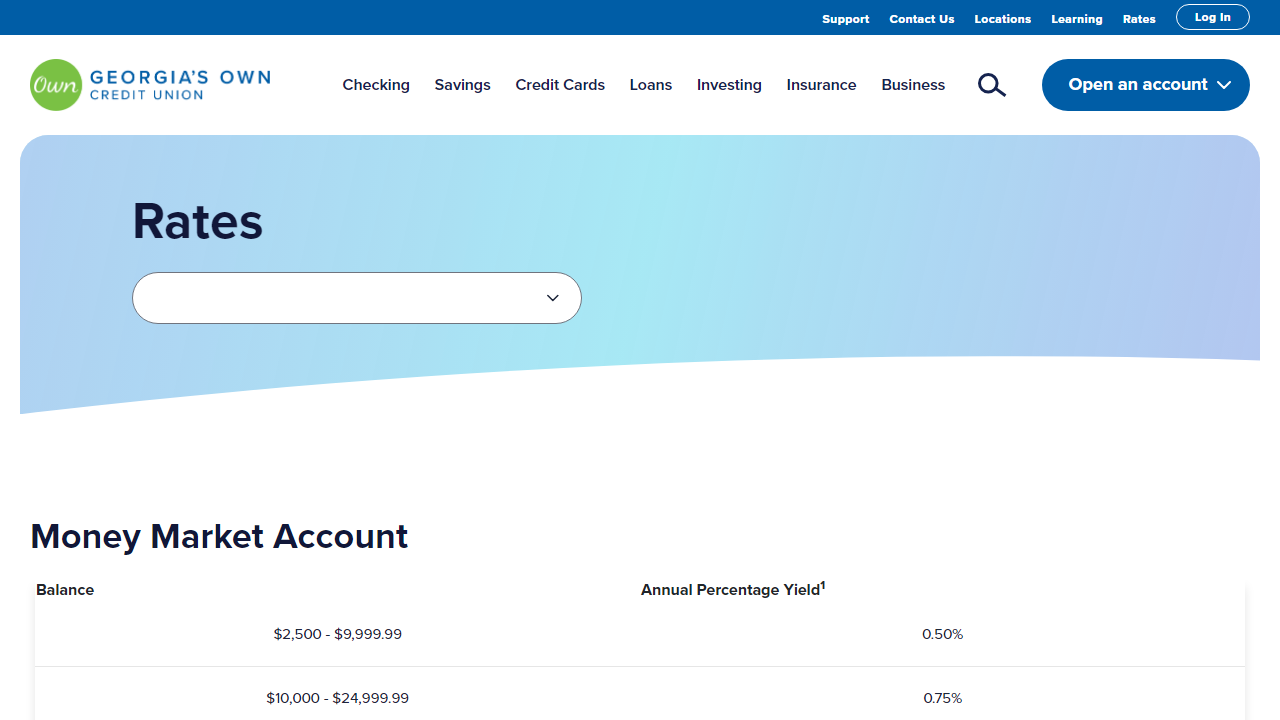 Support Contact Us Locations Learning Rates Log In
Own GEORGIA'S OWN
CREDIT UNION
Checking Savings Credit Cards Loans Investing Insurance Business Open an account
Rates
Money Market Account
Balance Annual Percentage Yield¹
$2,500 - $9,999.99 0.50%
$10,000 - $24,999.99 0.75%